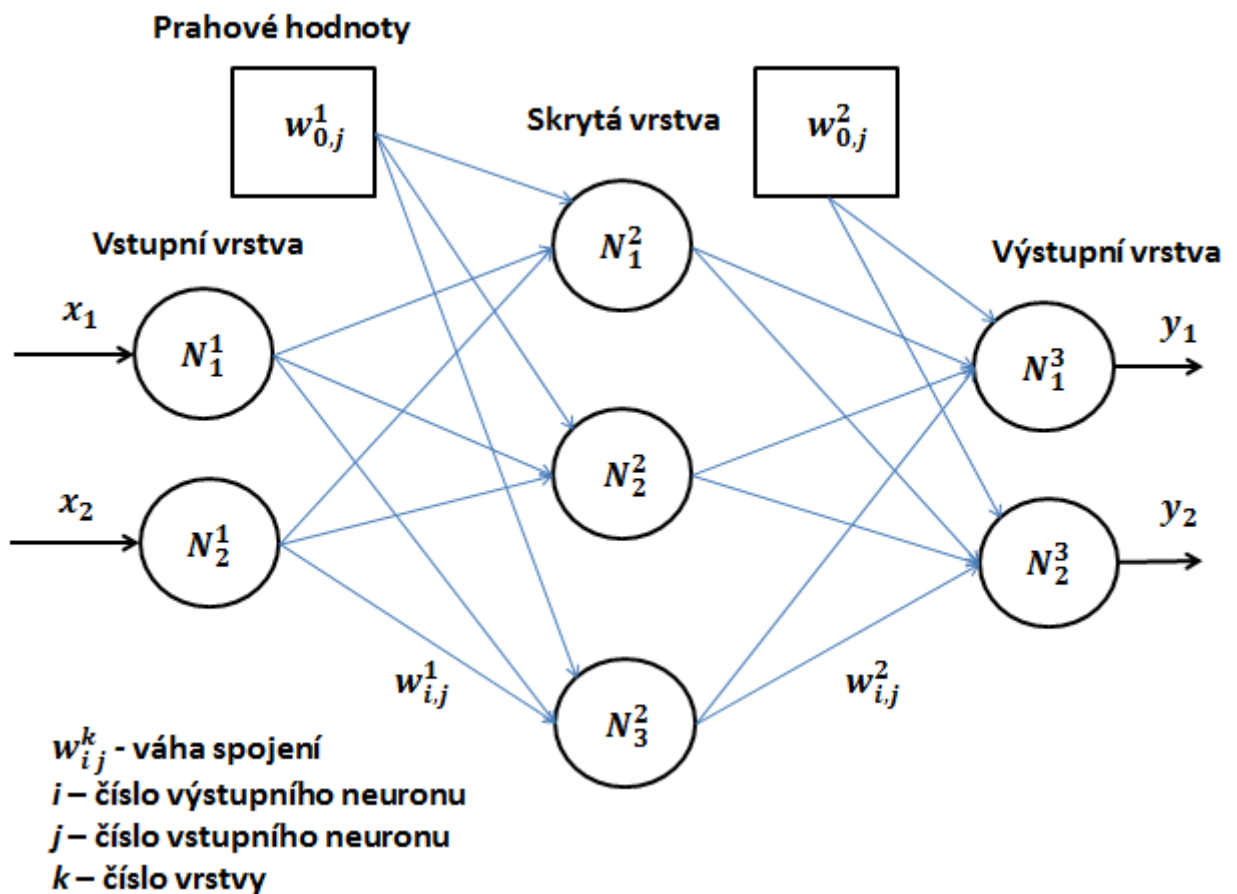 Prahové hodnoty
w¹₀,ⱼ
w²₀,ⱼ
Skrytá vrstva
Vstupní vrstva
Výstupní vrstva
N²₁
x₁
N¹₁
N³₁
y₁
N²₂
x₂
N¹₂
N³₂
y₂
w¹ᵢ,ⱼ
w²ᵢ,ⱼ
N²₃
wᵏᵢⱼ - váha spojení
i – číslo výstupního neuronu
j – číslo vstupního neuronu
k – číslo vrstvy